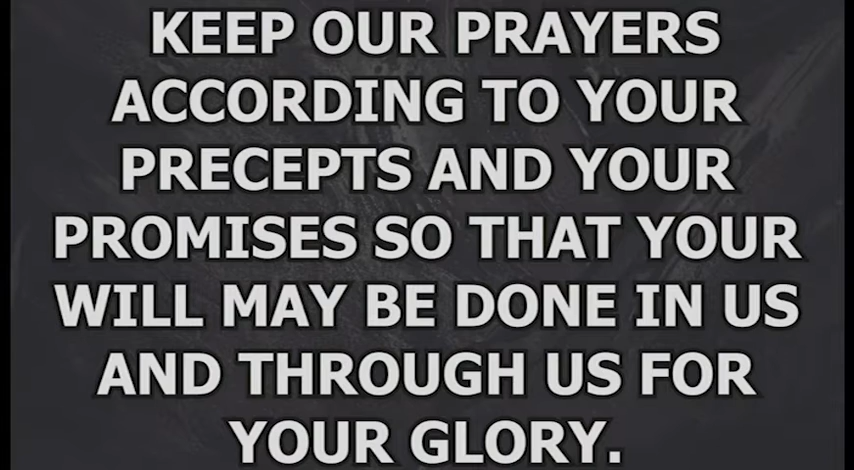 KEEP OUR PRAYERS
ACCORDING TO YOUR
PRECEPTS AND YOUR
PROMISES SO THAT YOUR
WILL MAY BE DONE IN US
AND THROUGH US FOR
YOUR GLORY.